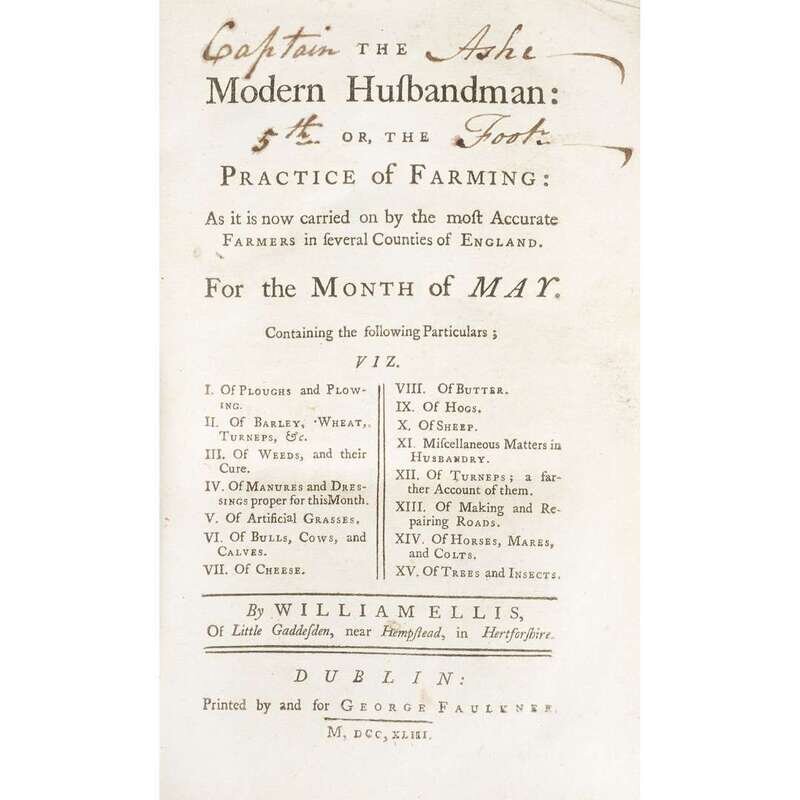 Captain THE Ashe
Modern Huſbandman:
5th. OR, THE Foot.
PRACTICE of FARMING:
As it is now carried on by the moſt Accurate
FARMERS in ſeveral Counties of ENGLAND.
For the MONTH of MAY.
Containing the following Particulars;
VIZ.
I. Of PLOUGHS and PLOW-
ING.
II. Of BARLEY, WHEAT,
TURNEPS, &c.
III. Of WEEDS, and their
Cure.
IV. Of MANURES and DRES-
SINGS proper for this Month.
V. Of Artificial GRASSES.
VI. Of BULLS, COWS, and
CALVES.
VII. Of CHEESE.
VIII. Of BUTTER.
IX. Of HOGS.
X. Of SHEEP.
XI. Miſcellaneous Matters in
HUSBANDRY.
XII. Of TURNEPS; a far-
ther Account of them.
XIII. Of Making and Re-
pairing ROADS.
XIV. Of HORSES, MARES,
and COLTS.
XV. Of TREES and INSECTS.
By WILLIAM ELLIS,
Of Little Gaddeſden, near Hempſtead, in Hertforſhire.
DUBLIN:
Printed by and for GEORGE FAULKNER.
M,DCC,XLIII.